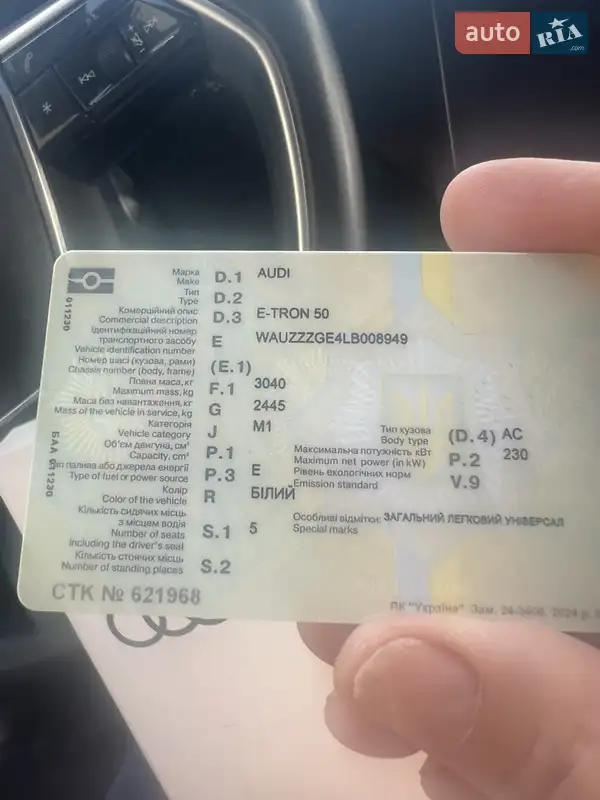 auto RIA .com
Марка
Make D.1 AUDI
Тип
Type D.2
Комерційний опис
Commercial description D.3 E-TRON 50
Ідентифікаційний номер
транспортного засобу
Vehicle identification number E WAUZZZGE4LB008949
Номер шасі (кузова, рами)
Chassis number (body, frame) (E.1)
Повна маса, кг
Maximum mass, kg F.1 3040
Маса без навантаження, кг
Mass of the vehicle in service, kg G 2445
Категорія
Vehicle category J M1
Об'єм двигуна, см³
Capacity, cm³ P.1
Тип палива або джерела енергії
Type of fuel or power source P.3 E
Колір
Color of the vehicle R БІЛИЙ
Кількість сидячих місць
з місцем водія
Number of seats S.1 5
including the driver's seal
Кількість стоячих місць
Number of standing places S.2
СТК № 621968
Тип кузова
Body type (D.4) AC
Максимальна потужність кВт
Maximum net power (in kW) P.2 230
Рівень екологічних норм
Emission standard V.9
Особливі відмітки: ЗАГАЛЬНИЙ ЛЕГКОВИЙ УНІВЕРСАЛ
Special marks
ПК "Україна" Зам. 2024 р.
011230
БАА 011230